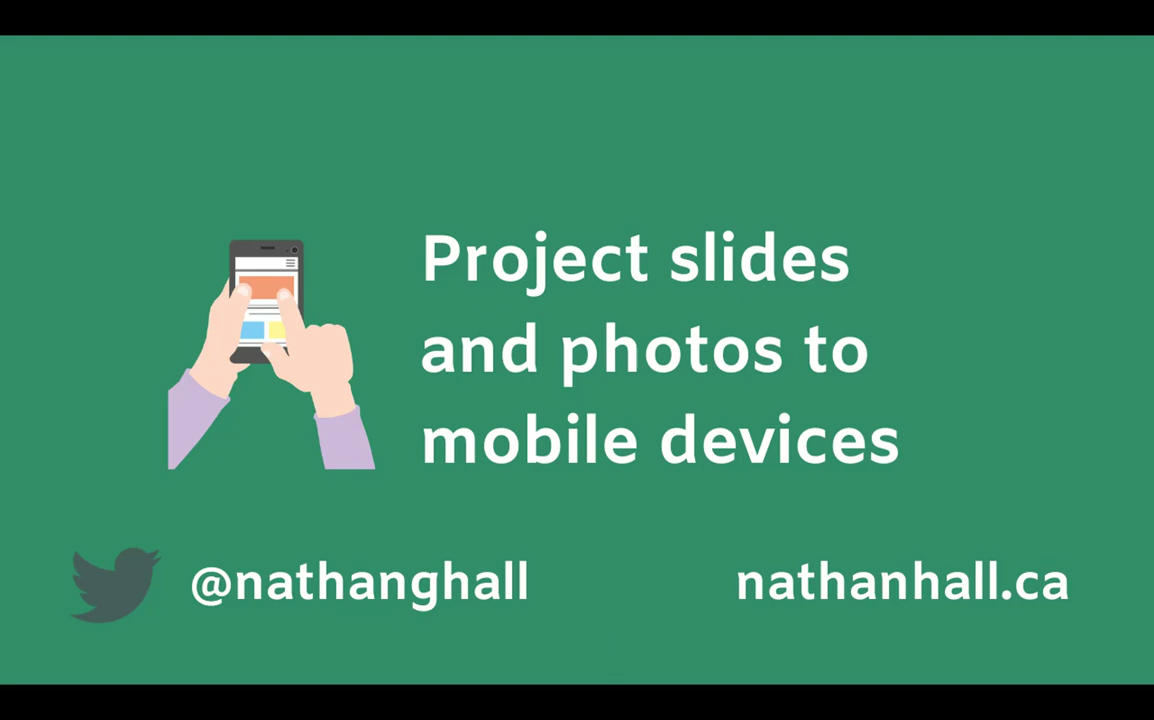 Project slides
and photos to
mobile devices
@nathanghall
nathanhall.ca